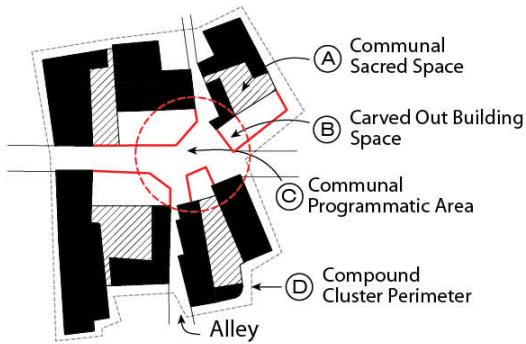 A Communal
Sacred Space
B Carved Out Building
Space
C Communal
Programmatic Area
D Compound
Cluster Perimeter
Alley